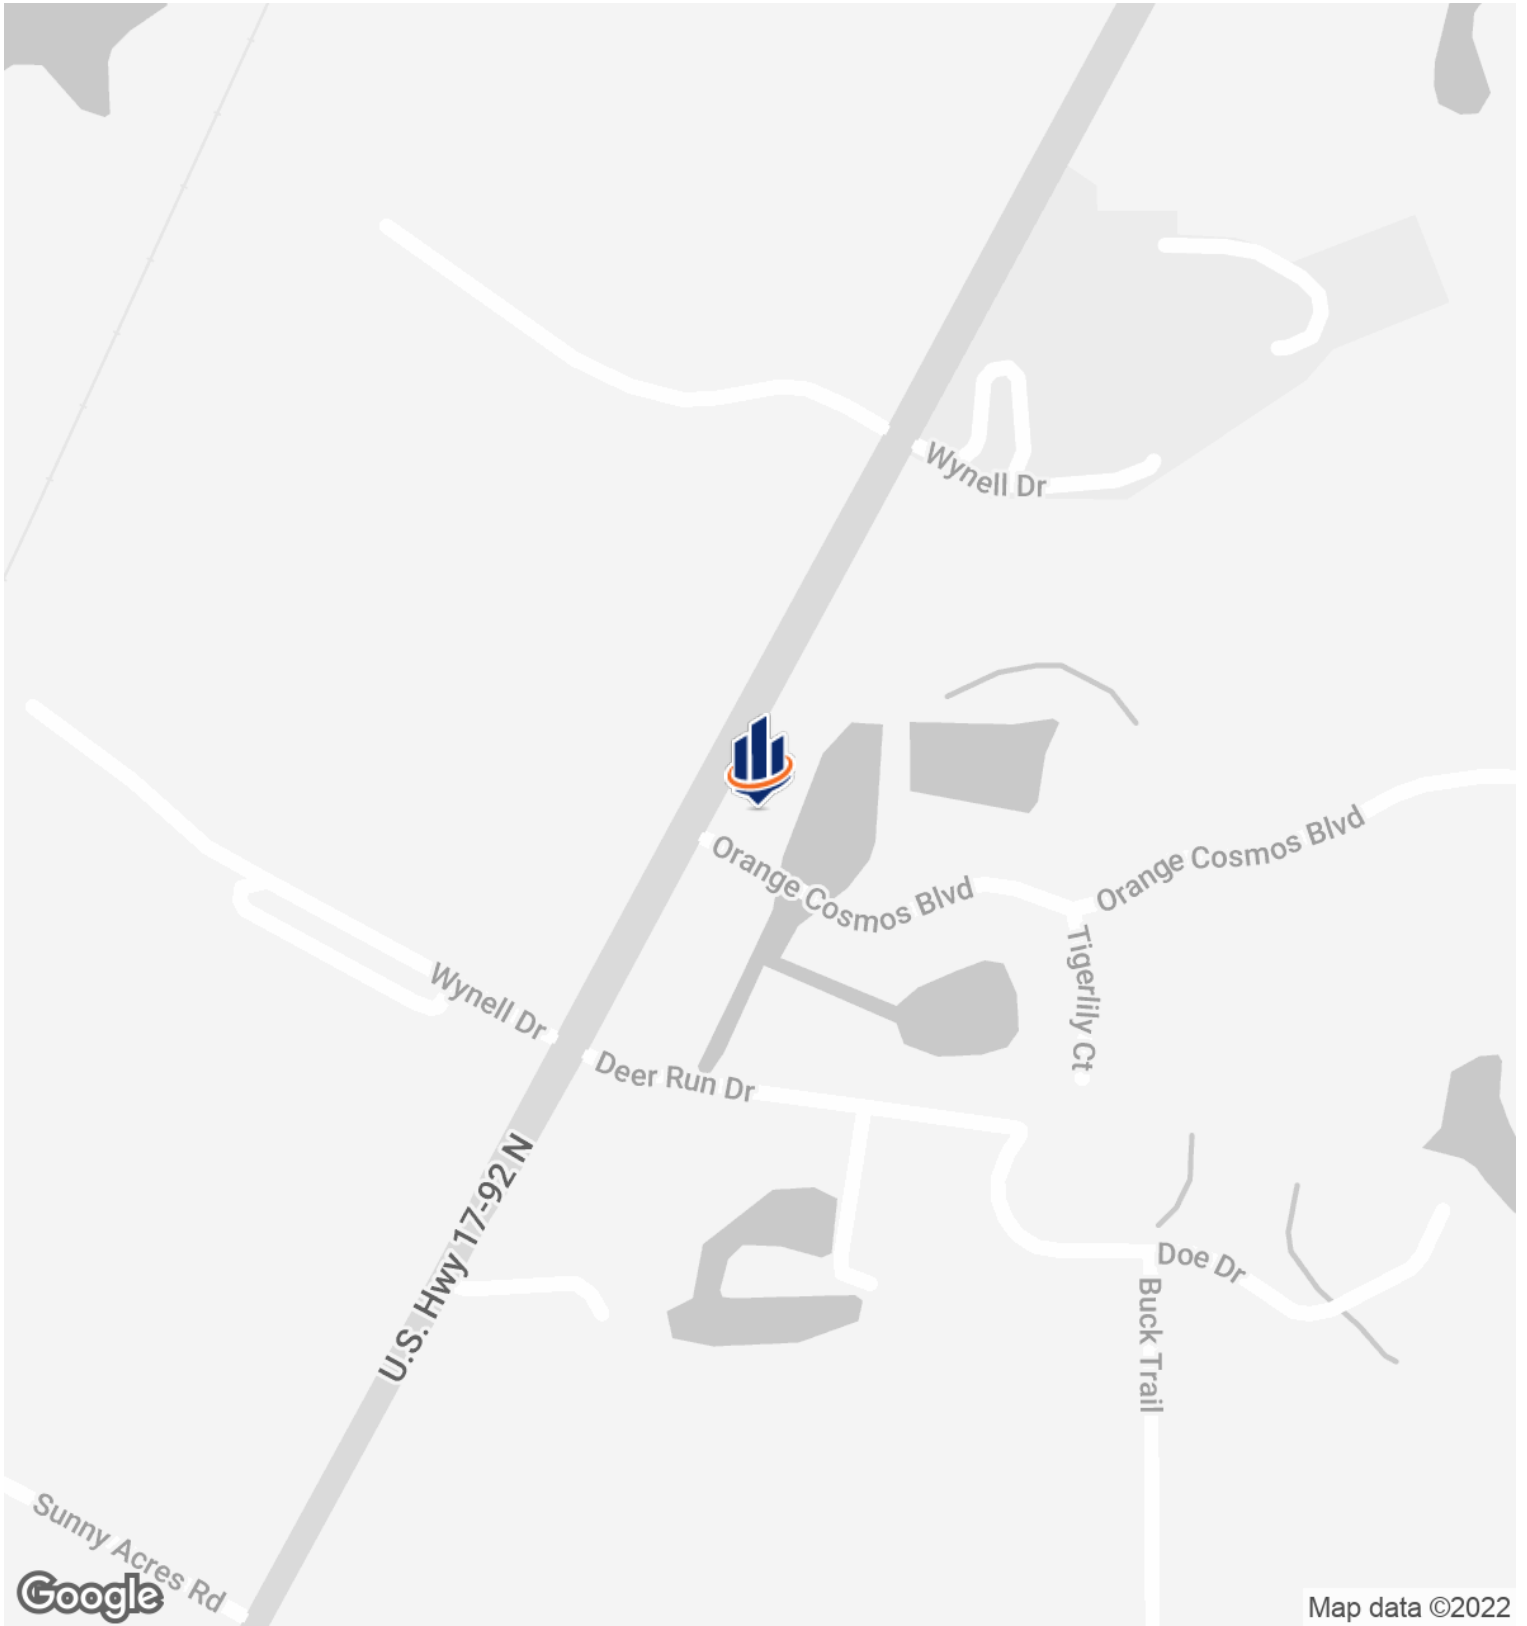 Wynell Dr
Orange Cosmos Blvd
Orange Cosmos Blvd
Tigerlily Ct
Wynell Dr
Deer Run Dr
U.S. Hwy 17-92 N
Doe Dr
Buck Trail
Sunny Acres Rd
Google
Map data ©2022